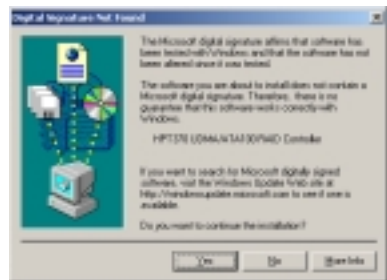 Digital Signature Not Found
The Microsoft digital signature affirms that software has
been tested with Windows and that the software has not
been altered since it was tested.
The software you are about to install does not contain a
Microsoft digital signature. Therefore, there is no
guarantee that this software works correctly with
Windows.
HPT370 UDMA/ATA100 RAID Controller
If you want to search for Microsoft digitally signed
software, visit the Windows Update Web site at
http://windowsupdate.microsoft.com to see if one is
available.
Do you want to continue the installation?
Yes
No
More Info